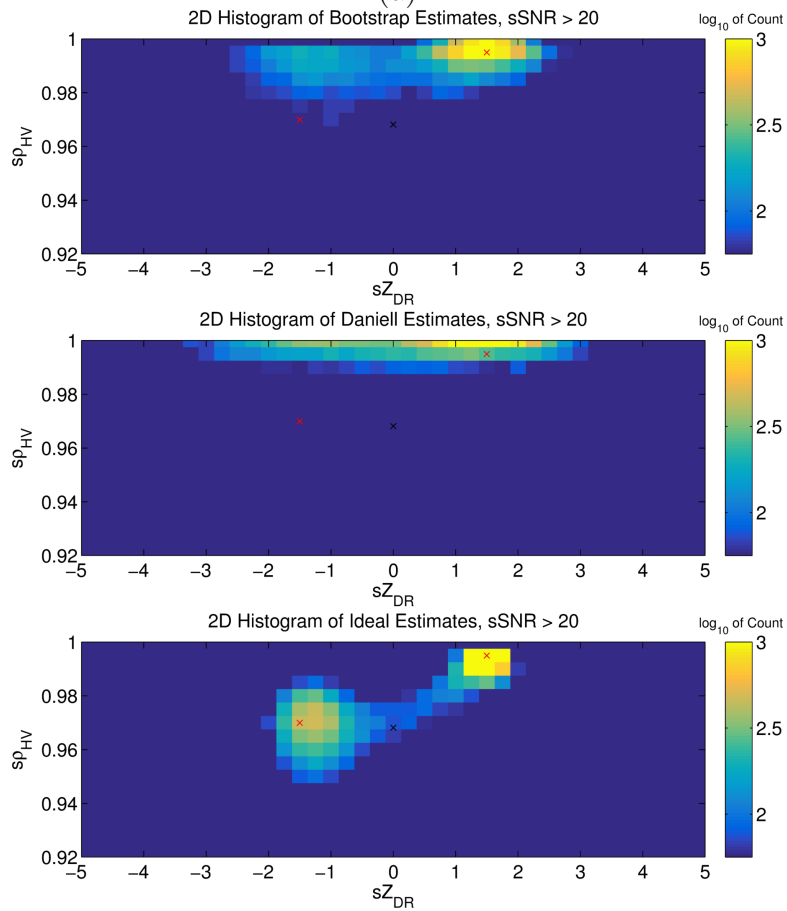 2D Histogram of Bootstrap Estimates, sSNR > 20
log10 of Count
1
0.98
0.96
0.94
0.92
sρHV
−5 −4 −3 −2 −1 0 1 2 3 4 5
sZDR
3
2.5
2
2D Histogram of Daniell Estimates, sSNR > 20
log10 of Count
1
0.98
0.96
0.94
0.92
sρHV
−5 −4 −3 −2 −1 0 1 2 3 4 5
sZDR
3
2.5
2
2D Histogram of Ideal Estimates, sSNR > 20
log10 of Count
1
0.98
0.96
0.94
0.92
sρHV
−5 −4 −3 −2 −1 0 1 2 3 4 5
sZDR
3
2.5
2